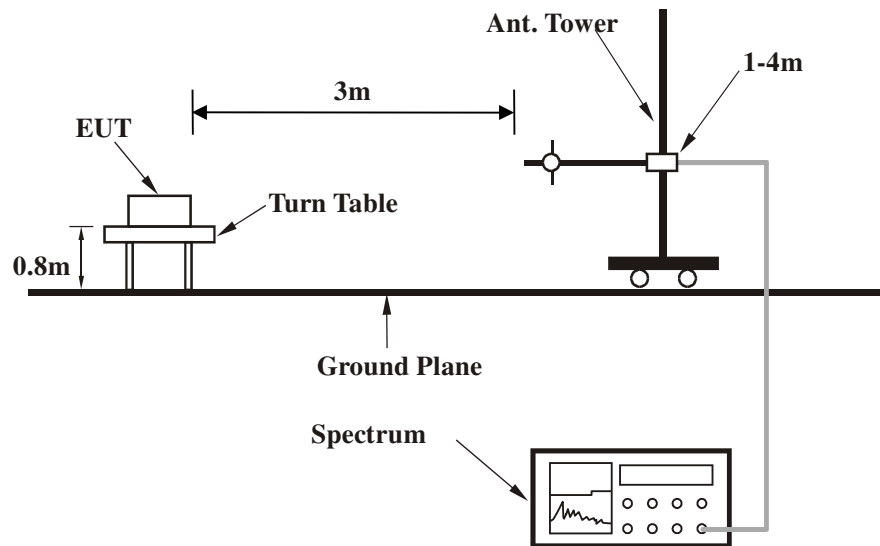 Ant. Tower
1-4m
3m
EUT
Turn Table
0.8m
Ground Plane
Spectrum